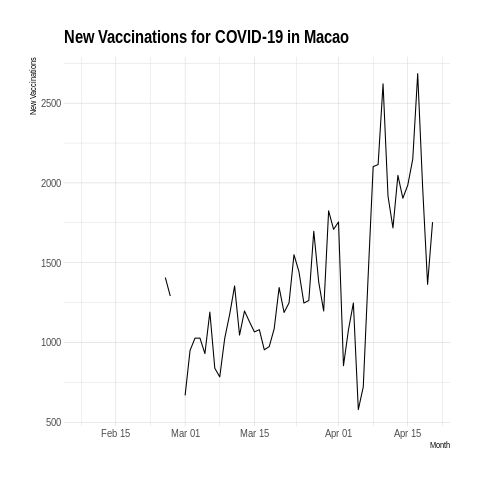 New Vaccinations for COVID-19 in Macao
New Vaccinations
2500
2000
1500
1000
500
Feb 15
Mar 01
Mar 15
Apr 01
Apr 15
Month